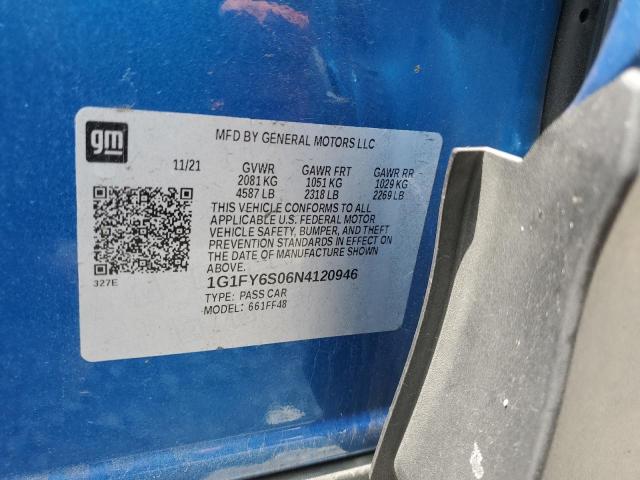 gm
MFD BY GENERAL MOTORS LLC
11/21 GVWR GAWR FRT GAWR RR
2081 KG 1051 KG 1029 KG
4587 LB 2318 LB 2269 LB
THIS VEHICLE CONFORMS TO ALL
APPLICABLE U.S. FEDERAL MOTOR
VEHICLE SAFETY, BUMPER, AND THEFT
PREVENTION STANDARDS IN EFFECT ON
THE DATE OF MANUFACTURE SHOWN
ABOVE.
327E
1G1FY6S06N4120946
TYPE: PASS CAR
MODEL: 661FF48